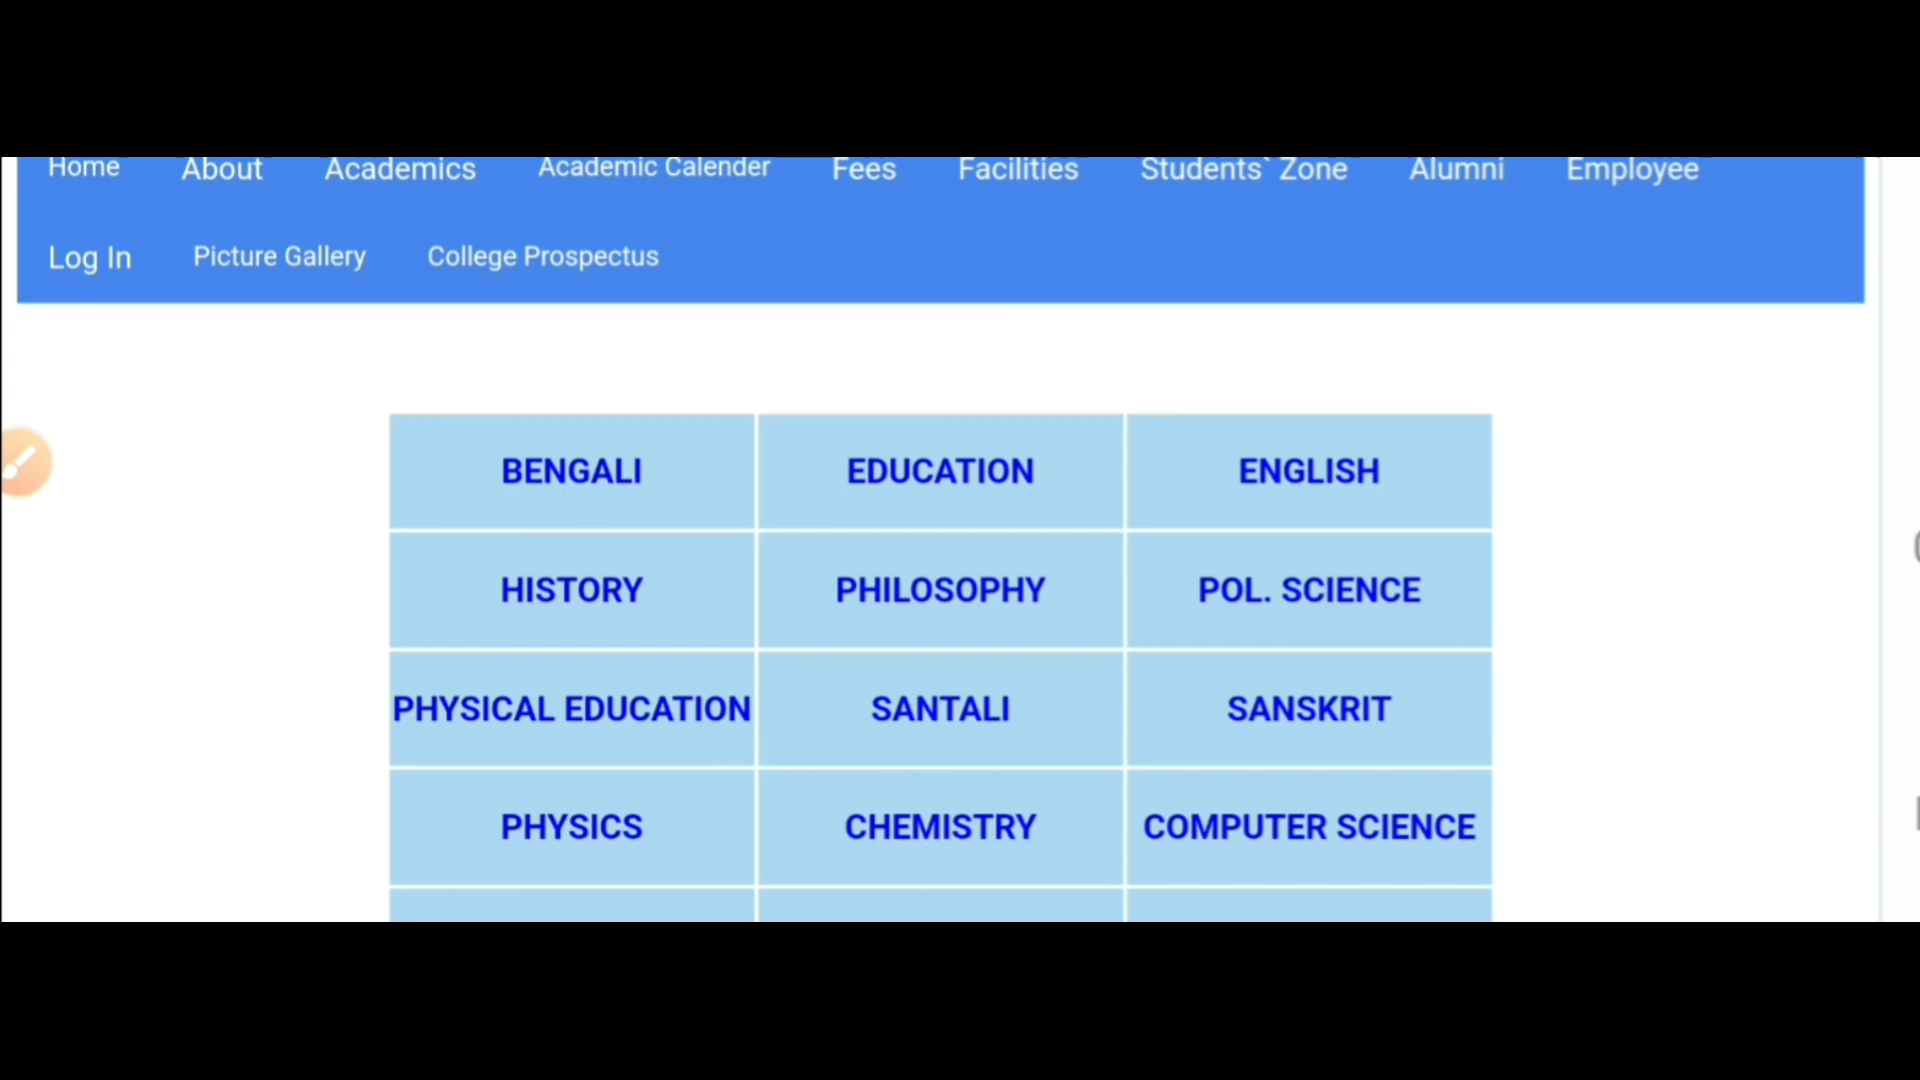 Home About Academics Academic Calender Fees Facilities Students` Zone Alumni Employee
Log In Picture Gallery College Prospectus
BENGALI EDUCATION ENGLISH
HISTORY PHILOSOPHY POL. SCIENCE
PHYSICAL EDUCATION SANTALI SANSKRIT
PHYSICS CHEMISTRY COMPUTER SCIENCE